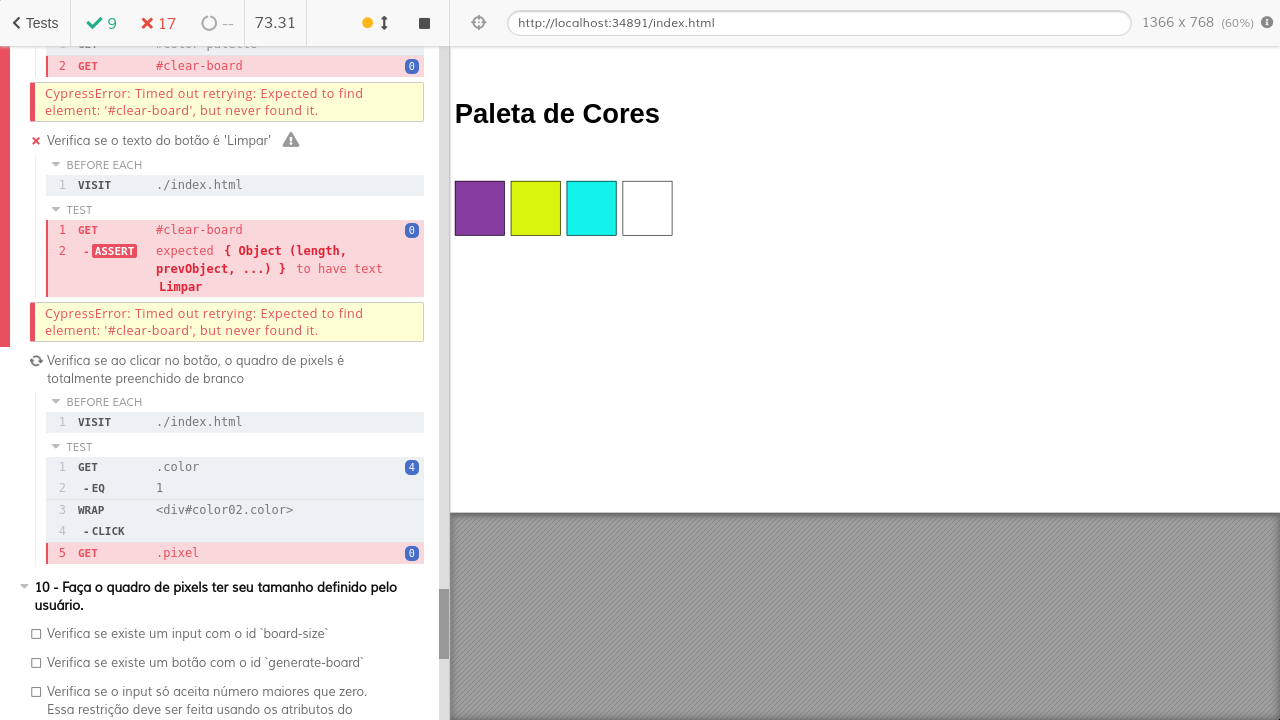 Tests
9
17
--
73.31
http://localhost:34891/index.html
1366 x 768 (60%)
1 GET #color-palette
2 GET #clear-board 0
CypressError: Timed out retrying: Expected to find
element: '#clear-board', but never found it.
Verifica se o texto do botão é 'Limpar'
BEFORE EACH
1 VISIT ./index.html
TEST
1 GET #clear-board 0
2 -ASSERT expected { Object (length,
prevObject, ...) } to have text
Limpar
CypressError: Timed out retrying: Expected to find
element: '#clear-board', but never found it.
Verifica se ao clicar no botão, o quadro de pixels é
totalmente preenchido de branco
BEFORE EACH
1 VISIT ./index.html
TEST
1 GET .color 4
2 -EQ 1
3 WRAP <div#color02.color>
4 -CLICK
5 GET .pixel 0
10 - Faça o quadro de pixels ter seu tamanho definido pelo
usuário.
Verifica se existe um input com o id `board-size`
Verifica se existe um botão com o id `generate-board`
Verifica se o input só aceita número maiores que zero.
Essa restrição deve ser feita usando os atributos do
Paleta de Cores